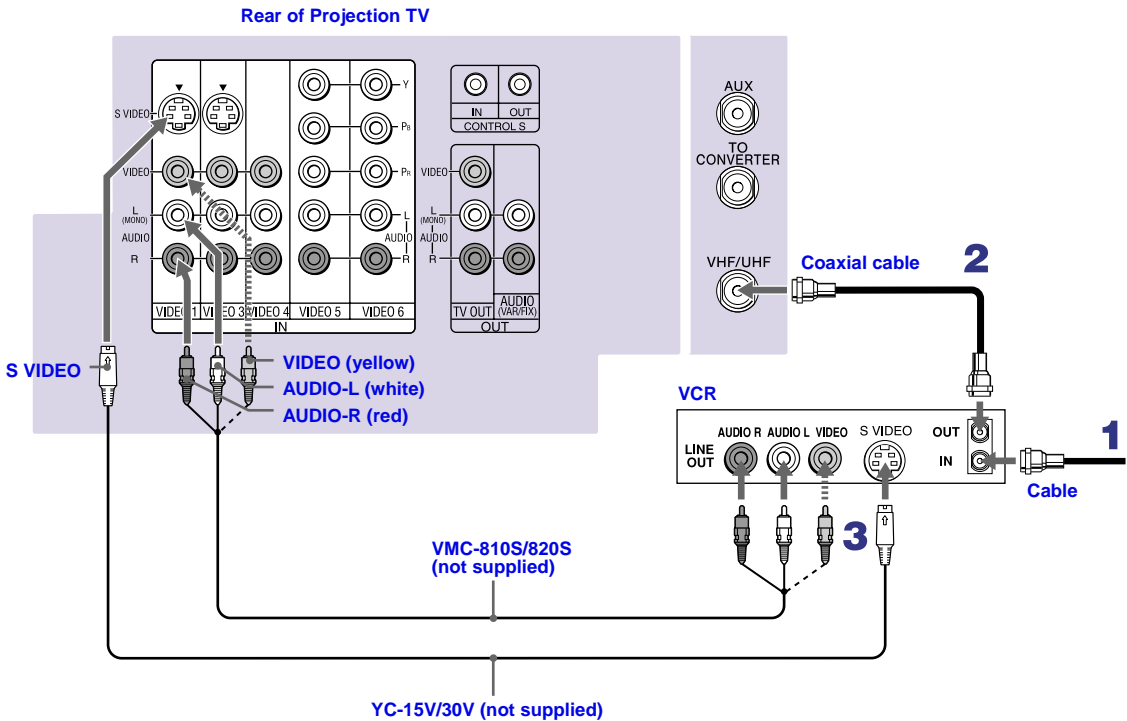 Rear of Projection TV
S VIDEO
VIDEO
L
(MONO)
AUDIO
R
Y
PB
PR
L
AUDIO
R
VIDEO 1
VIDEO 3
VIDEO 4
VIDEO 5
VIDEO 6
IN
IN
OUT
CONTROL S
VIDEO
L
(MONO)
AUDIO
R
TV OUT
AUDIO
(VAR/FIX)
OUT
AUX
TO
CONVERTER
VHF/UHF
Coaxial cable
2
S VIDEO
VIDEO (yellow)
AUDIO-L (white)
AUDIO-R (red)
VCR
LINE
OUT
AUDIO R
AUDIO L
VIDEO
S VIDEO
OUT
IN
1
Cable
3
VMC-810S/820S
(not supplied)
YC-15V/30V (not supplied)